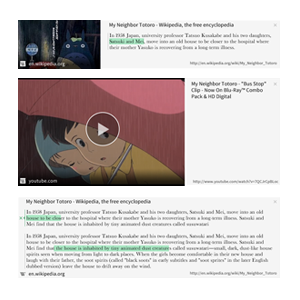 My Neighbor Totoro - Wikipedia, the free encyclopedia
In 1958 Japan, university professor Tatsuo Kusakabe and his two daughters,
Satsuki and Mei, move into an old house to be closer to the hospital where
their mother Yasuko is recovering from a long-term illness.
en.wikipedia.org
http://en.wikipedia.org/wiki/My_Neighbor_Totoro
My Neighbor Totoro - "Bus Stop"
Clip - Now On Blu-Ray™ Combo
Pack & HD Digital
youtube.com
My Neighbor Totoro - Wikipedia, the free encyclopedia
In 1958 Japan, university professor Tatsuo Kusakabe and his two daughters, Satsuki and Mei, move into an old
house to be closer to the hospital where their mother Yasuko is recovering from a long-term illness. Satsuki and
Mei find that the house is inhabited by tiny animated dust creatures called susuwatari
In 1958 Japan, university professor Tatsuo Kusakabe and his two daughters, Satsuki and Mei, move into an old
house to be closer to the hospital where their mother Yasuko is recovering from a long-term illness. Satsuki and
Mei find that the house is inhabited by tiny animated dust creatures called susuwatari—small, dark, dust-like house
spirits seen when moving from light to dark places. When the girls become comfortable in their new house and
laugh with their father, the soot spirits (called "black soots" in early subtitles and "soot sprites" in the later English
dubbed version) leave the house to drift away on the wind.
en.wikipedia.org
http://en.wikipedia.org/wiki/My_Neighbor_Totoro